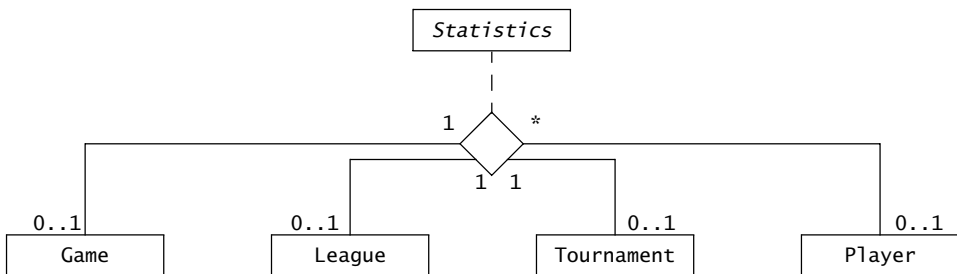 Statistics
1 *
1 1
0..1 0..1 0..1 0..1
Game League Tournament Player